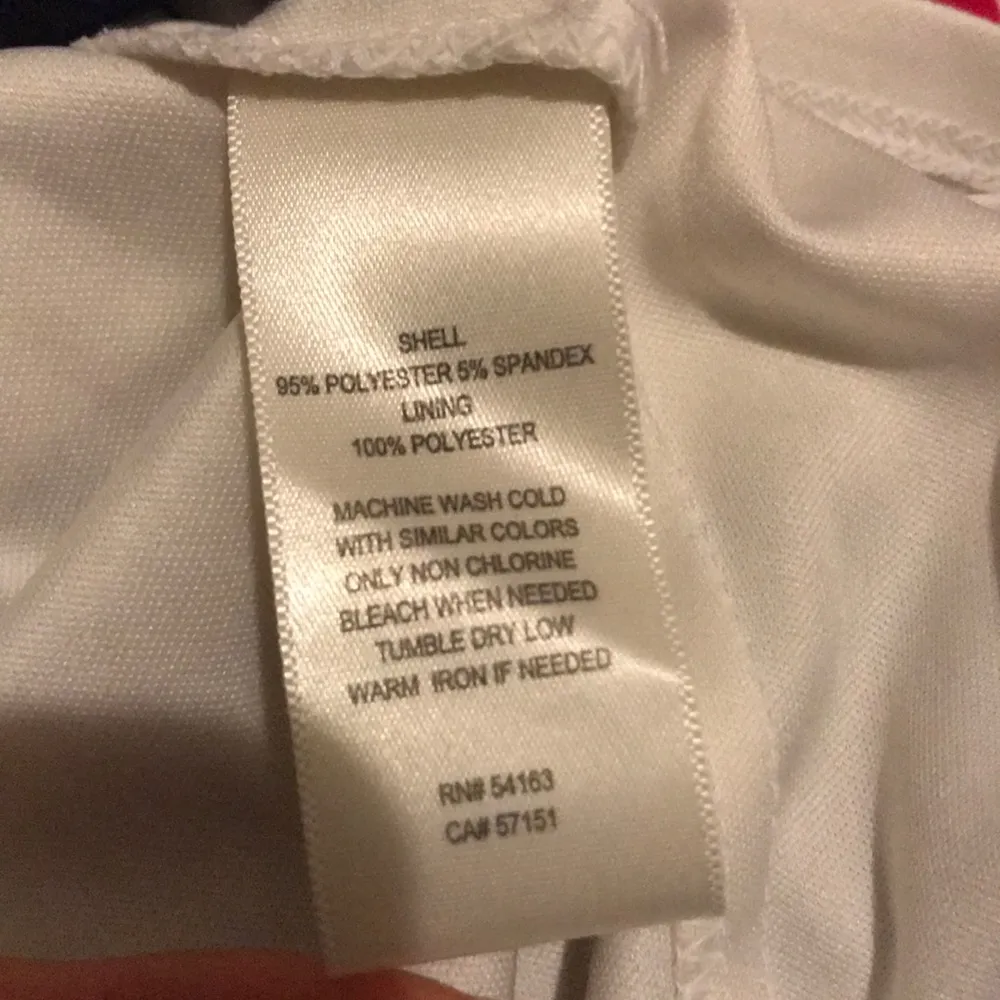 SHELL
95% POLYESTER 5% SPANDEX
LINING
100% POLYESTER
MACHINE WASH COLD
WITH SIMILAR COLORS
ONLY NON CHLORINE
BLEACH WHEN NEEDED
TUMBLE DRY LOW
WARM IRON IF NEEDED
RN# 54163
CA# 57151